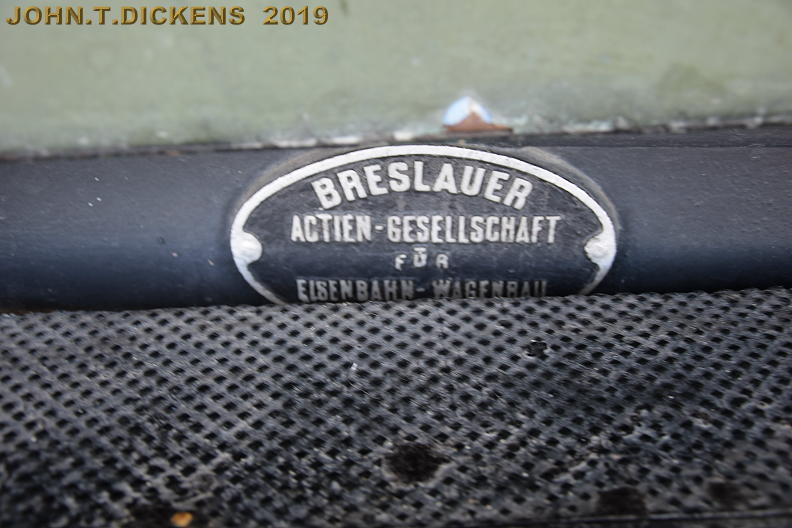 JOHN.T.DICKENS 2019
BRESLAUER
ACTIEN-GESELLSCHAFT
FÜR
EISENBAHN-WAGENBAU